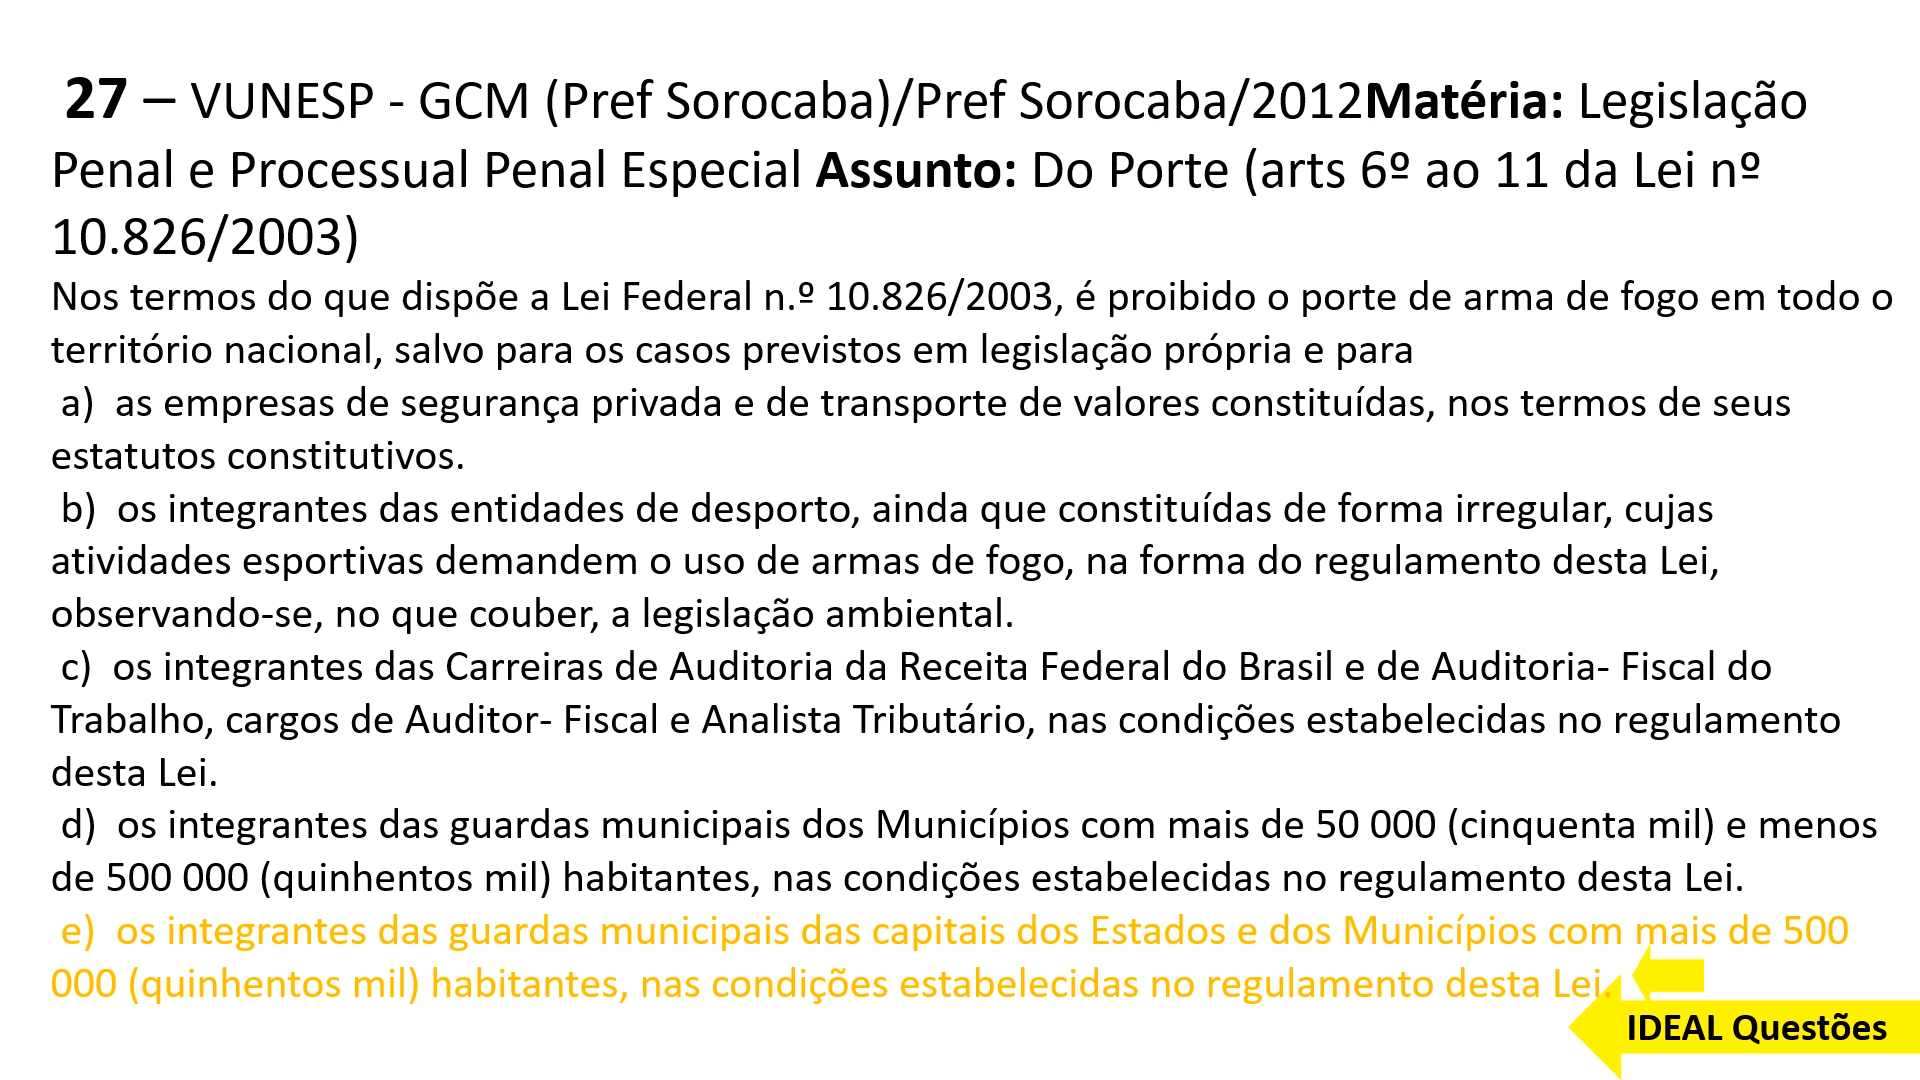 27 – VUNESP - GCM (Pref Sorocaba)/Pref Sorocaba/2012Matéria: Legislação
Penal e Processual Penal Especial Assunto: Do Porte (arts 6º ao 11 da Lei nº
10.826/2003)
Nos termos do que dispõe a Lei Federal n.º 10.826/2003, é proibido o porte de arma de fogo em todo o
território nacional, salvo para os casos previstos em legislação própria e para
a) as empresas de segurança privada e de transporte de valores constituídas, nos termos de seus
estatutos constitutivos.
b) os integrantes das entidades de desporto, ainda que constituídas de forma irregular, cujas
atividades esportivas demandem o uso de armas de fogo, na forma do regulamento desta Lei,
observando-se, no que couber, a legislação ambiental.
c) os integrantes das Carreiras de Auditoria da Receita Federal do Brasil e de Auditoria- Fiscal do
Trabalho, cargos de Auditor- Fiscal e Analista Tributário, nas condições estabelecidas no regulamento
desta Lei.
d) os integrantes das guardas municipais dos Municípios com mais de 50 000 (cinquenta mil) e menos
de 500 000 (quinhentos mil) habitantes, nas condições estabelecidas no regulamento desta Lei.
e) os integrantes das guardas municipais das capitais dos Estados e dos Municípios com mais de 500
000 (quinhentos mil) habitantes, nas condições estabelecidas no regulamento desta Lei.
IDEAL Questões